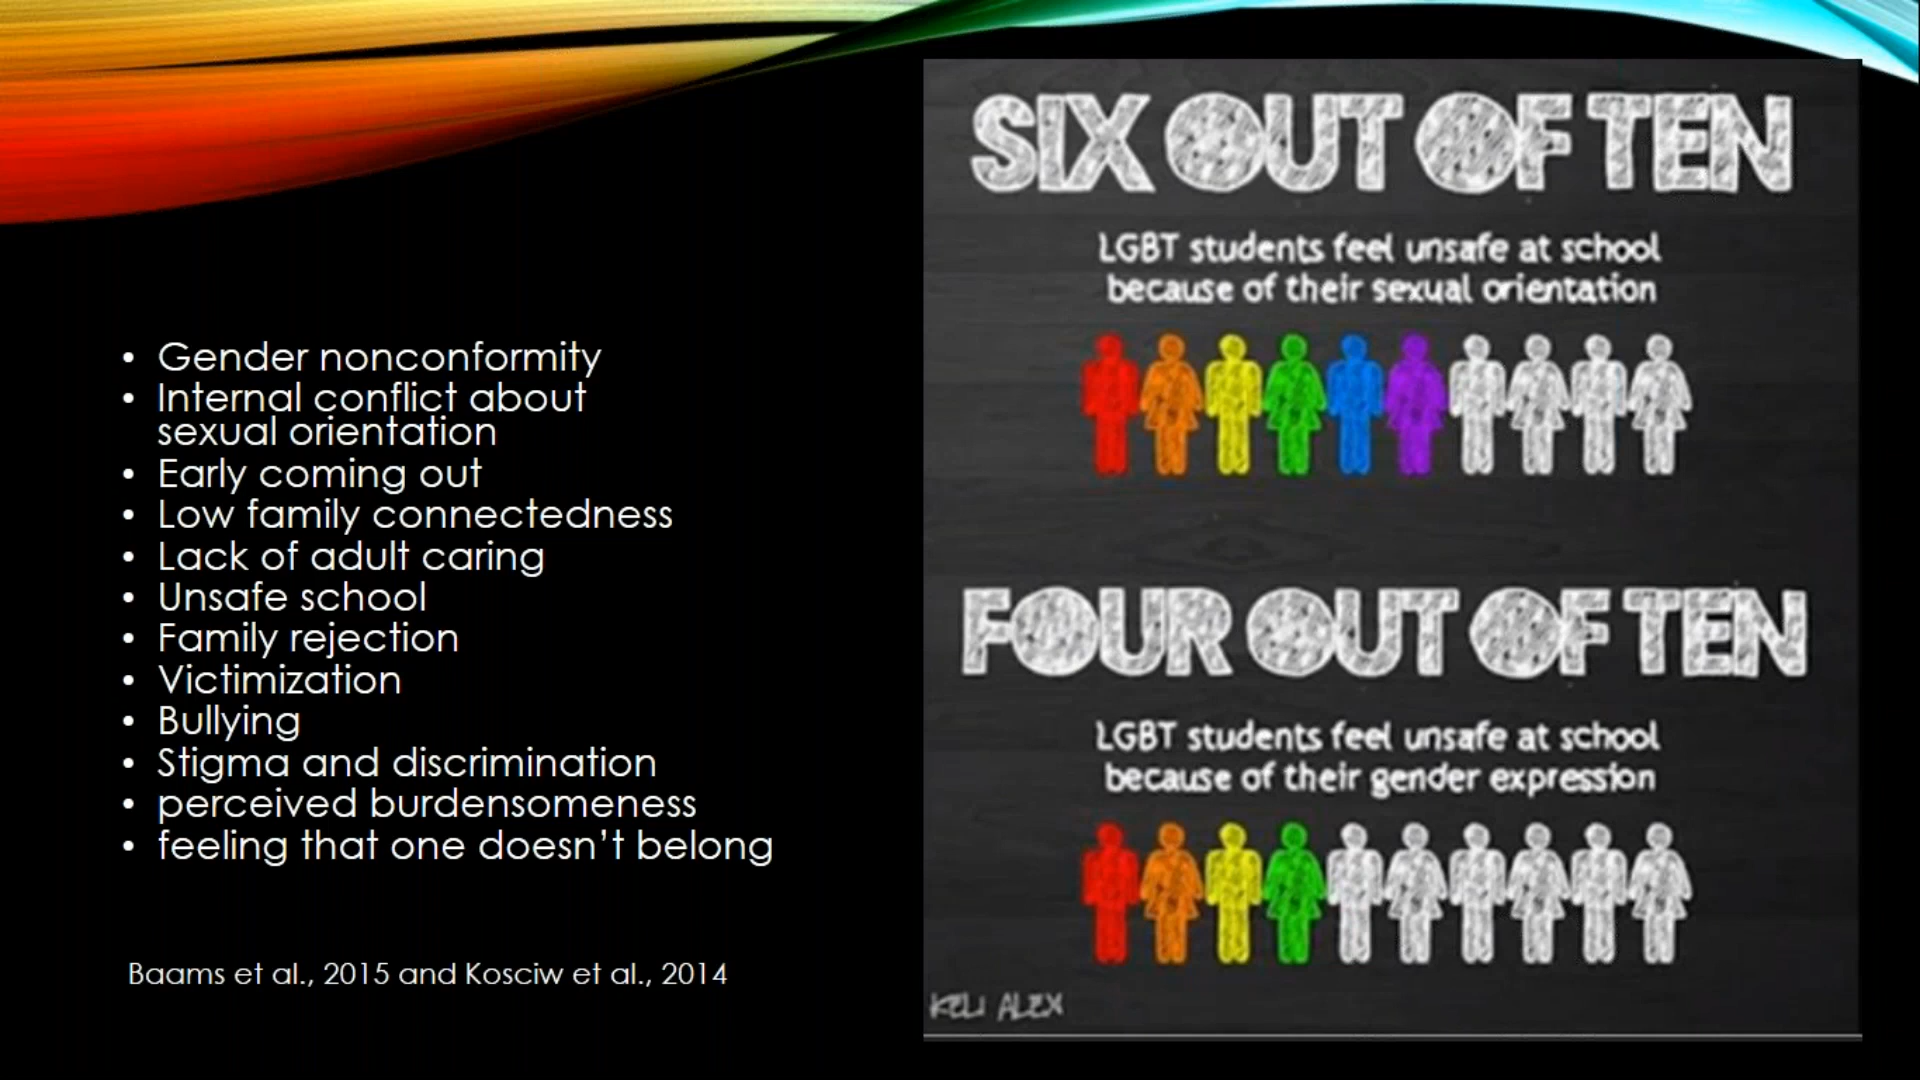 • Gender nonconformity
• Internal conflict about
sexual orientation
• Early coming out
• Low family connectedness
• Lack of adult caring
• Unsafe school
• Family rejection
• Victimization
• Bullying
• Stigma and discrimination
• perceived burdensomeness
• feeling that one doesn’t belong
Baams et al., 2015 and Kosciw et al., 2014
SIX OUT OF TEN
LGBT students feel unsafe at school
because of their sexual orientation
FOUR OUT OF TEN
LGBT students feel unsafe at school
because of their gender expression
KELI ALEX